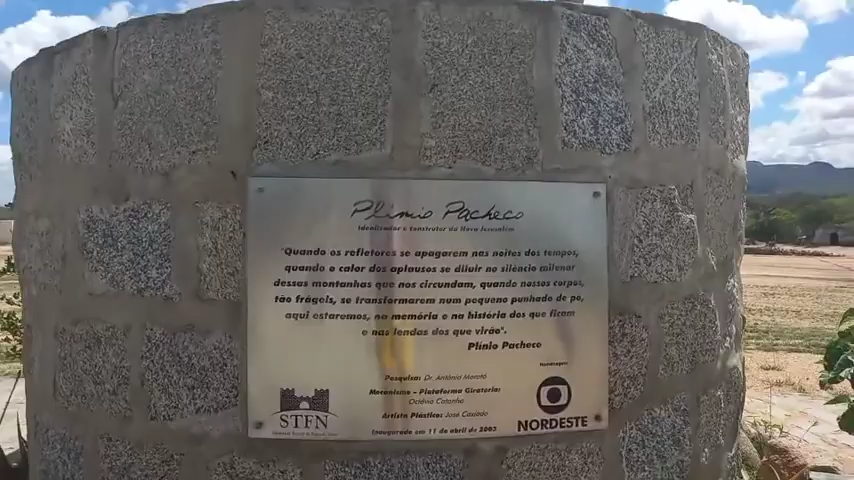 Plínio Pacheco
Idealizador e construtor da Nova Jerusalém
"Quando os refletores se apagarem nas noites dos tempos,
quando o calor dos aplausos se diluir no silêncio milenar
dessas montanhas que nos circundam, quando nossos corpos,
tão frágeis, se transformarem num pequeno punhado de pó,
aqui estaremos, na memória e na história dos que ficam
e nas lendas dos que virão".
Plínio Pacheco
Pesquisa: Dr. Antônio Marotó
Mecanismo - Plataforma Giratória:
Octávio Catanho
Artista Plástico: José Caxiado
Inaugurado em 11 de abril de 2003
STFN
Homenagem:
NORDESTE